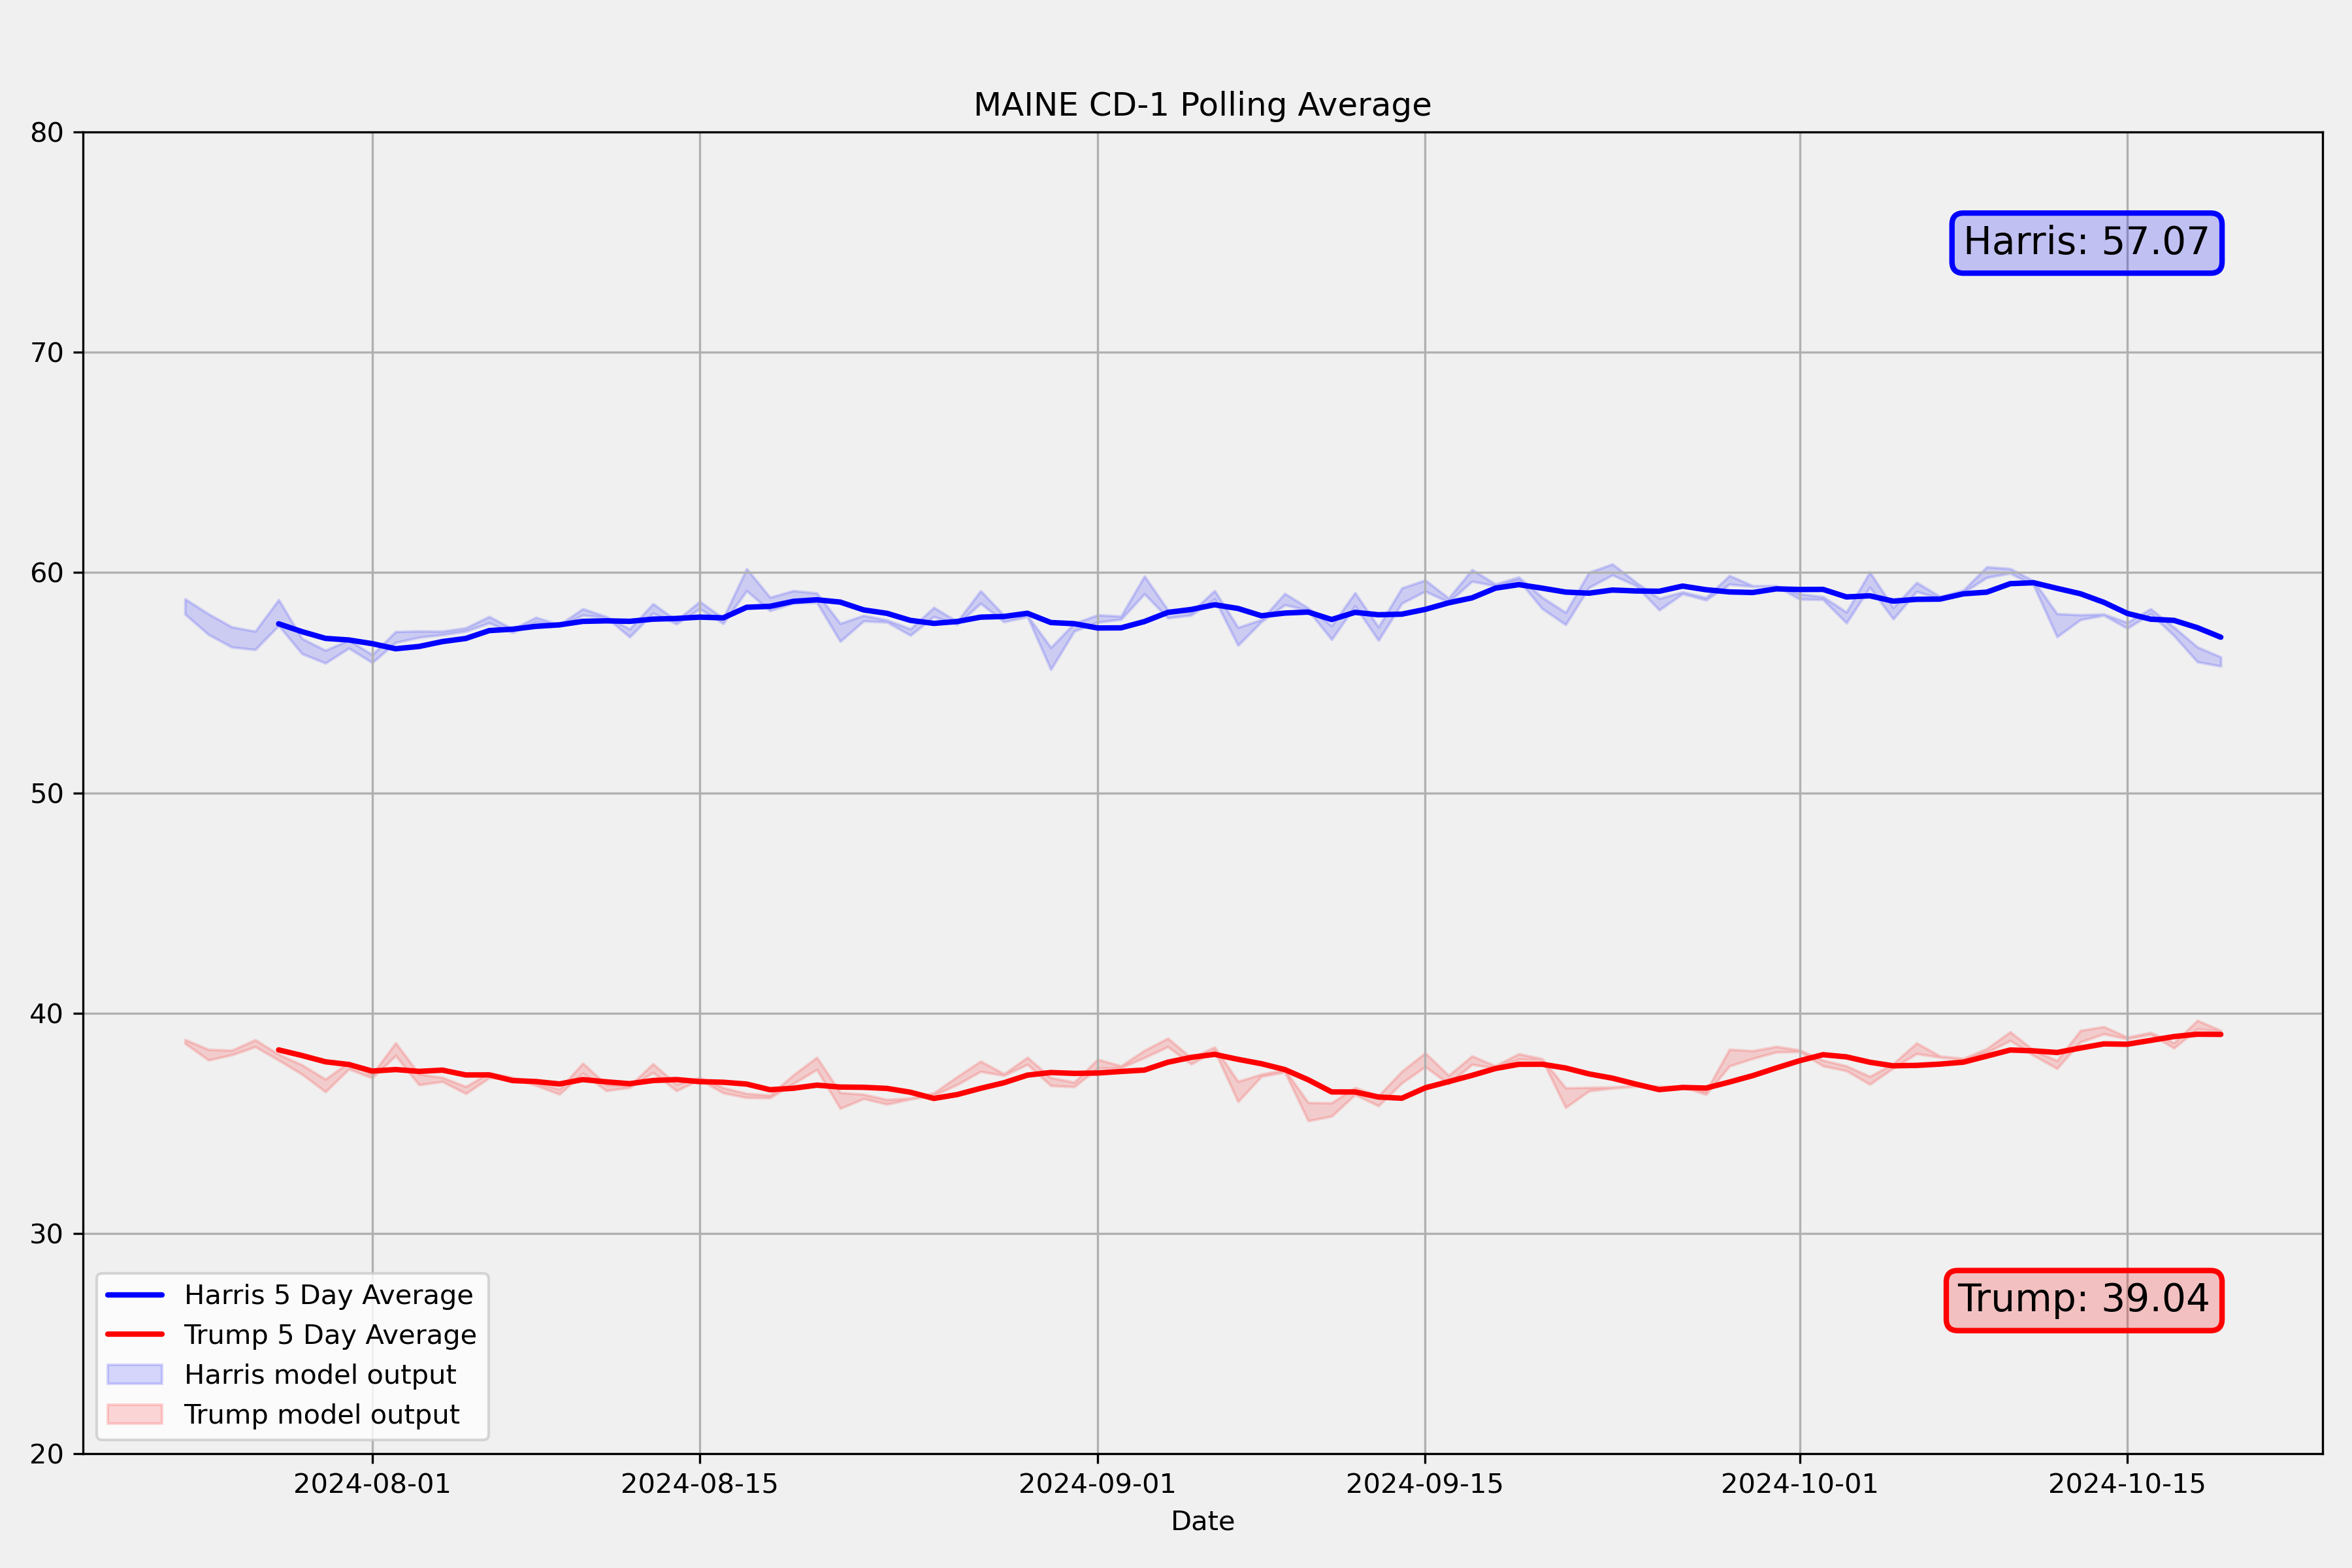 MAINE CD-1 Polling Average
80
70
60
50
40
30
20
Harris: 57.07
Trump: 39.04
Harris 5 Day Average
Trump 5 Day Average
Harris model output
Trump model output
2024-08-01
2024-08-15
2024-09-01
2024-09-15
2024-10-01
2024-10-15
Date